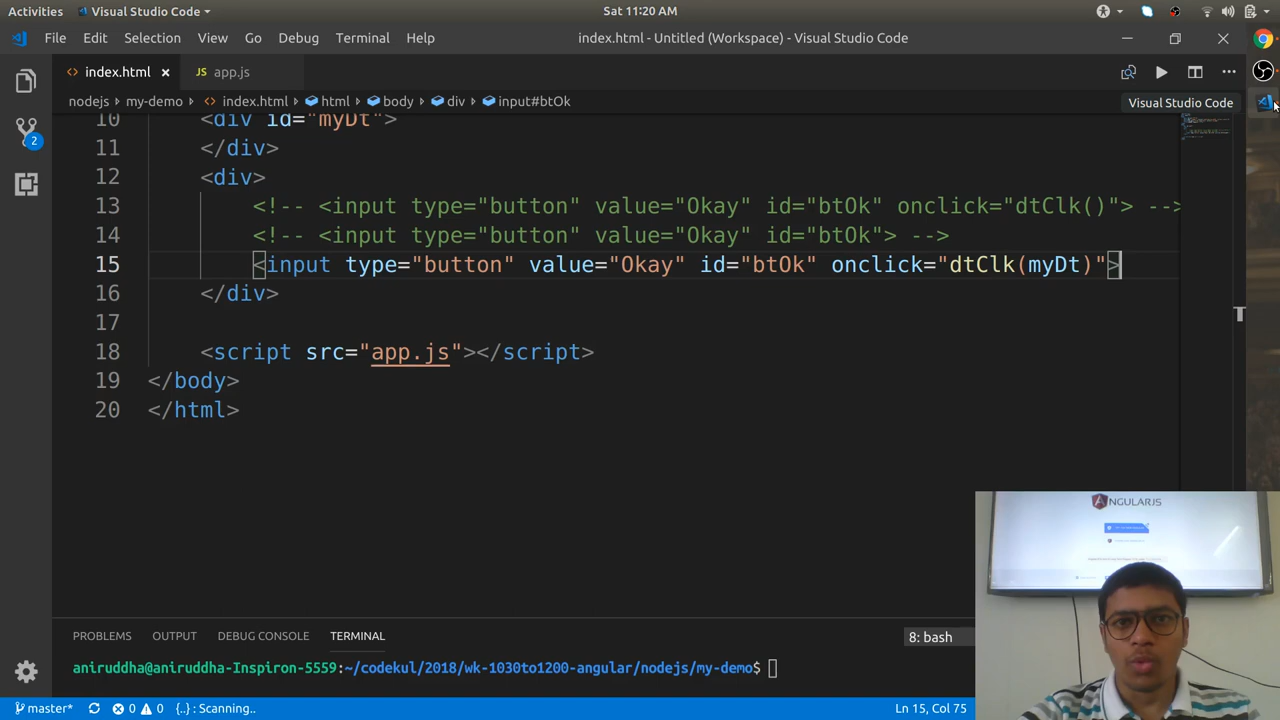 Activities
Visual Studio Code
Sat 11:20 AM
File Edit Selection View Go Debug Terminal Help
index.html - Untitled (Workspace) - Visual Studio Code
index.html
JS app.js
nodejs › my-demo › index.html › html › body › div › input#btOk
Visual Studio Code
10 <div id="myDt">
11 </div>
12 <div>
13 <!-- <input type="button" value="Okay" id="btOk" onclick="dtClk()"> -->
14 <!-- <input type="button" value="Okay" id="btOk"> -->
15 <input type="button" value="Okay" id="btOk" onclick="dtClk(myDt)">
16 </div>
17
18 <script src="app.js"></script>
19 </body>
20 </html>
2
ANGULARJS
PROBLEMS OUTPUT DEBUG CONSOLE TERMINAL
8: bash
aniruddha@aniruddha-Inspiron-5559:~/codekul/2018/wk-1030to1200-angular/nodejs/my-demo$
master* 0 0 {..} : Scanning..
Ln 15, Col 75